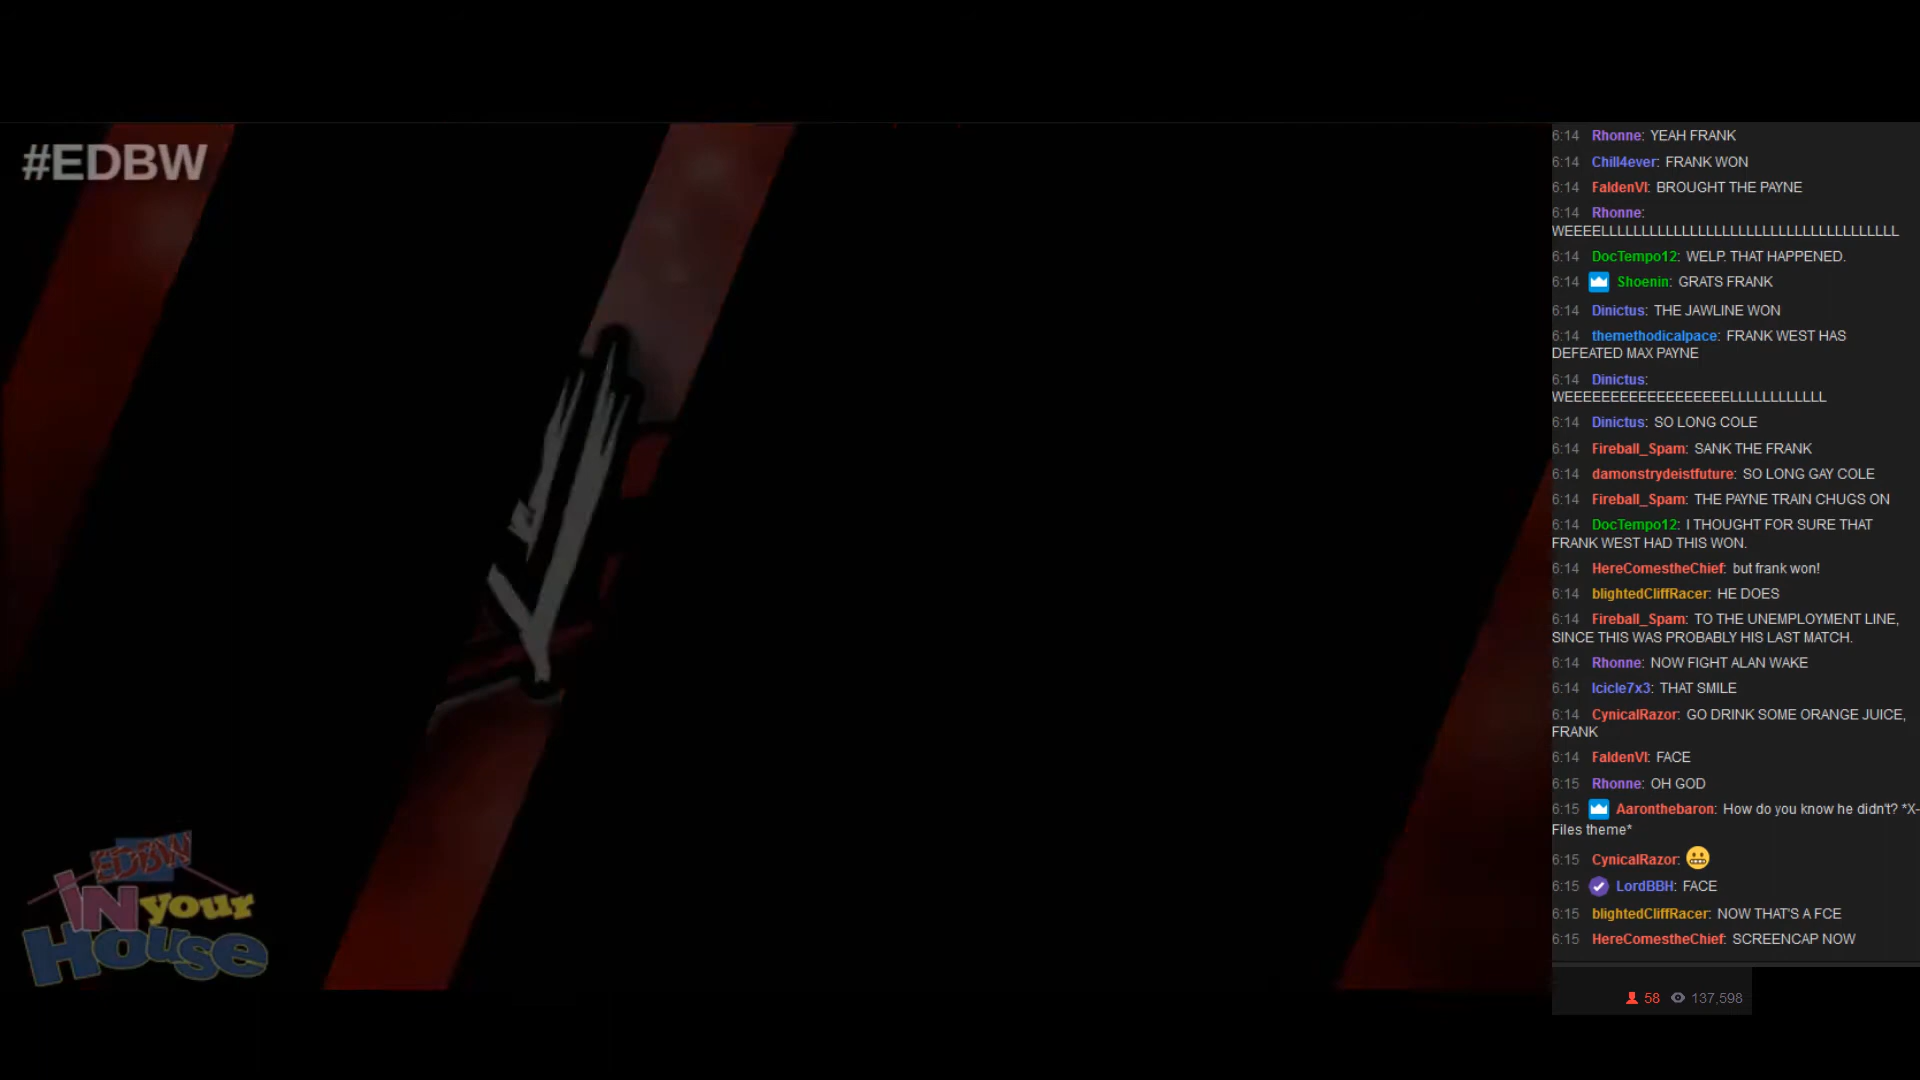 #EDBW
EDBW
iN your
House
6:14 Rhonne: YEAH FRANK
6:14 Chill4ever: FRANK WON
6:14 FaldenVI: BROUGHT THE PAYNE
6:14 Rhonne:
WEEEELLLLLLLLLLLLLLLLLLLLLLLLLLLLLLLLLLLLL
6:14 DocTempo12: WELP. THAT HAPPENED.
6:14 Shoenin: GRATS FRANK
6:14 Dinictus: THE JAWLINE WON
6:14 themethodicalpace: FRANK WEST HAS
DEFEATED MAX PAYNE
6:14 Dinictus:
WEEEEEEEEEEEEEEEEEELLLLLLLLLLLL
6:14 Dinictus: SO LONG COLE
6:14 Fireball_Spam: SANK THE FRANK
6:14 damonstrydeistfuture: SO LONG GAY COLE
6:14 Fireball_Spam: THE PAYNE TRAIN CHUGS ON
6:14 DocTempo12: I THOUGHT FOR SURE THAT
FRANK WEST HAD THIS WON.
6:14 HereComestheChief: but frank won!
6:14 blightedCliffRacer: HE DOES
6:14 Fireball_Spam: TO THE UNEMPLOYMENT LINE,
SINCE THIS WAS PROBABLY HIS LAST MATCH.
6:14 Rhonne: NOW FIGHT ALAN WAKE
6:14 Icicle7x3: THAT SMILE
6:14 CynicalRazor: GO DRINK SOME ORANGE JUICE,
FRANK
6:14 FaldenVI: FACE
6:15 Rhonne: OH GOD
6:15 Aaronthebaron: How do you know he didn't? *X-
Files theme*
6:15 CynicalRazor: 😬
6:15 LordBBH: FACE
6:15 blightedCliffRacer: NOW THAT'S A FCE
6:15 HereComestheChief: SCREENCAP NOW
58 137,598